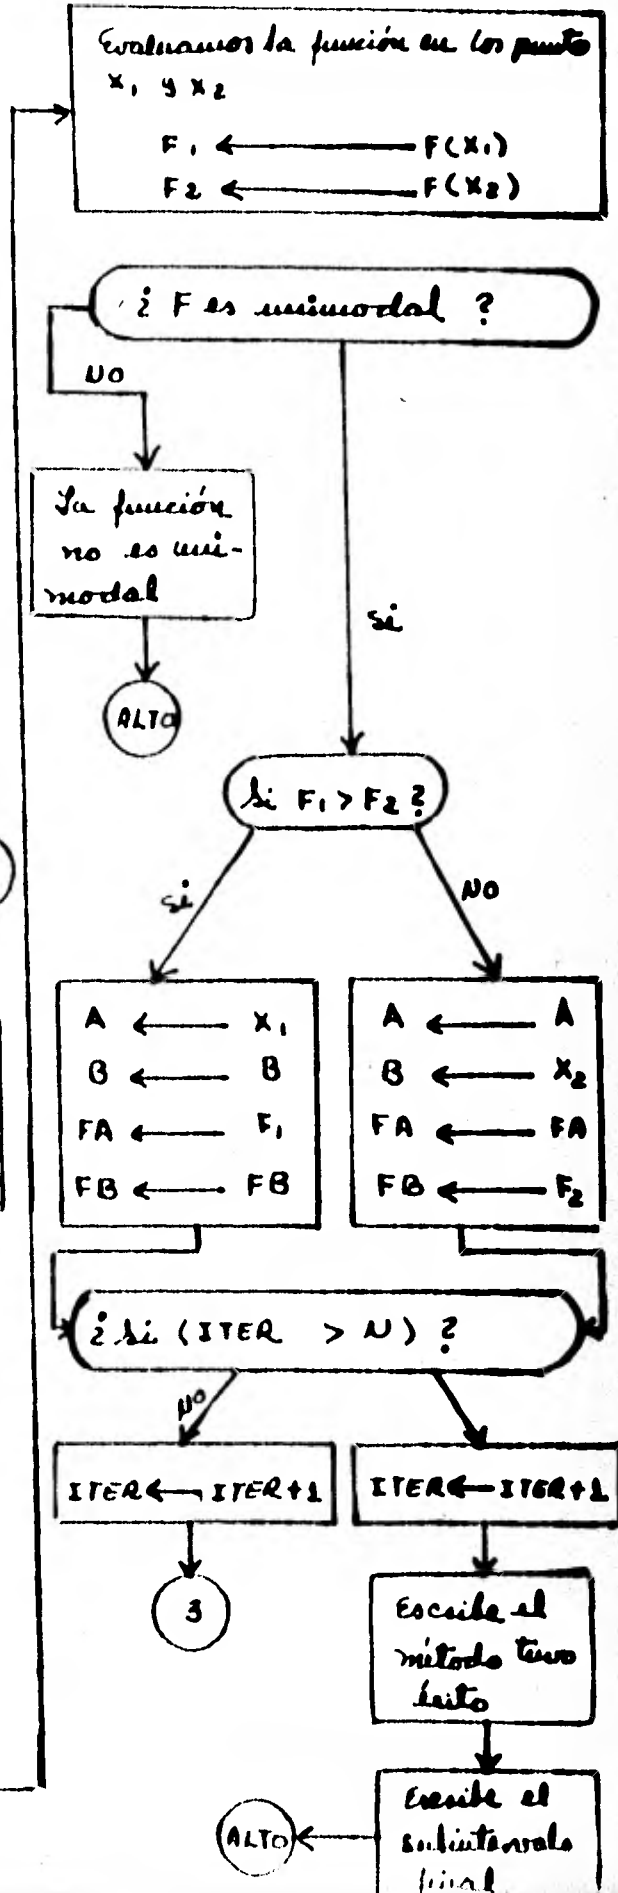 Evaluamos la función en los punto
x₁ y x₂
F₁ ← F(X₁)
F₂ ← F(X₂)
¿ F es unimodal ?
NO
La función
no es uni-
modal
ALTO
si
Si F₁ > F₂ ?
si
NO
A ← X₁
B ← B
FA ← F₁
FB ← FB
A ← A
B ← X₂
FA ← FA
FB ← F₂
¿ Si (ITER > N) ?
NO
ITER ← ITER+1
ITER ← ITER+1
3
Escribe el
método tuvo
éxito
Escribe el
subintervalo
final
ALTO